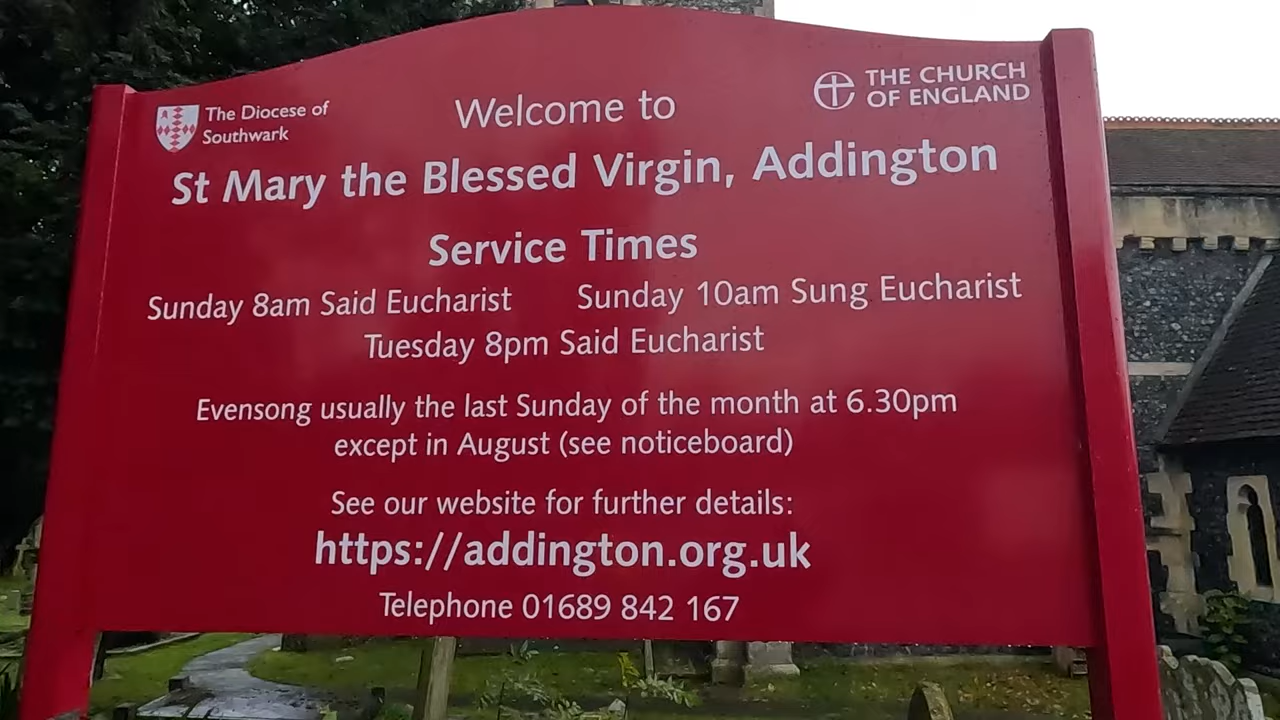 The Diocese of
Southwark
Welcome to
THE CHURCH
OF ENGLAND
St Mary the Blessed Virgin, Addington
Service Times
Sunday 8am Said Eucharist Sunday 10am Sung Eucharist
Tuesday 8pm Said Eucharist
Evensong usually the last Sunday of the month at 6.30pm
except in August (see noticeboard)
See our website for further details:
https://addington.org.uk
Telephone 01689 842 167